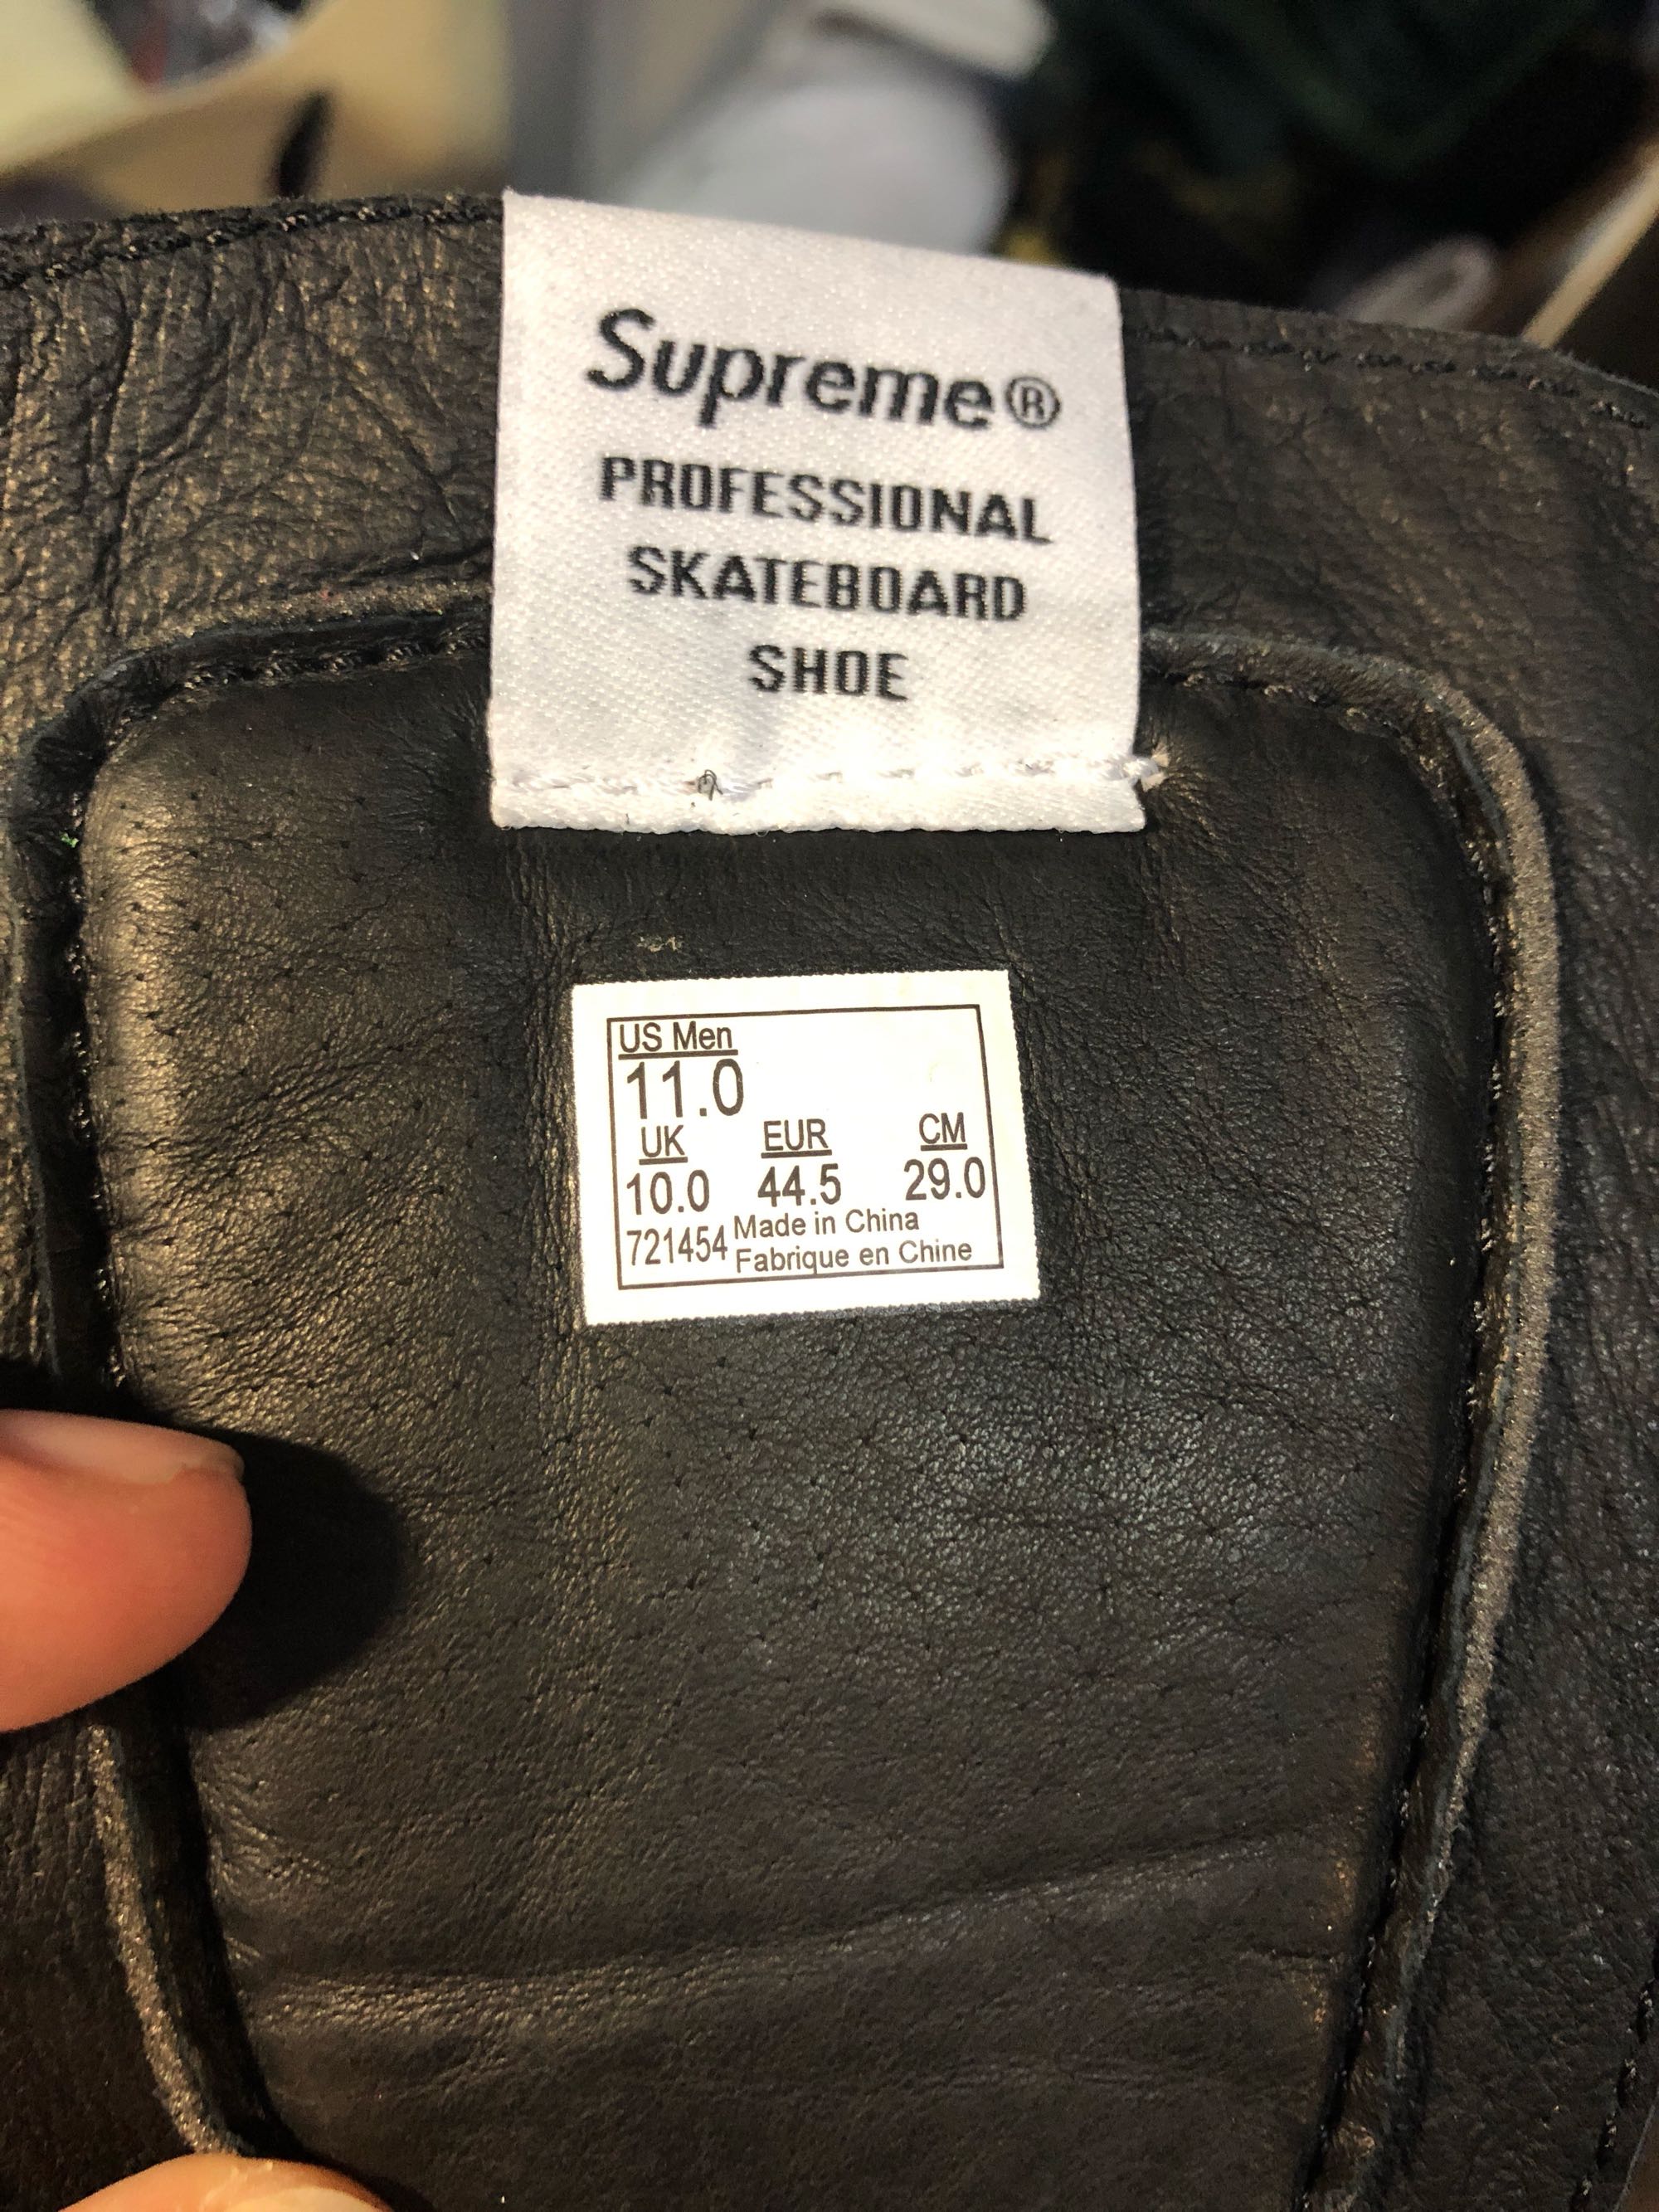 Supreme®
PROFESSIONAL
SKATEBOARD
SHOE
US Men
11.0
UK EUR CM
10.0 44.5 29.0
721454 Made in China
Fabrique en Chine